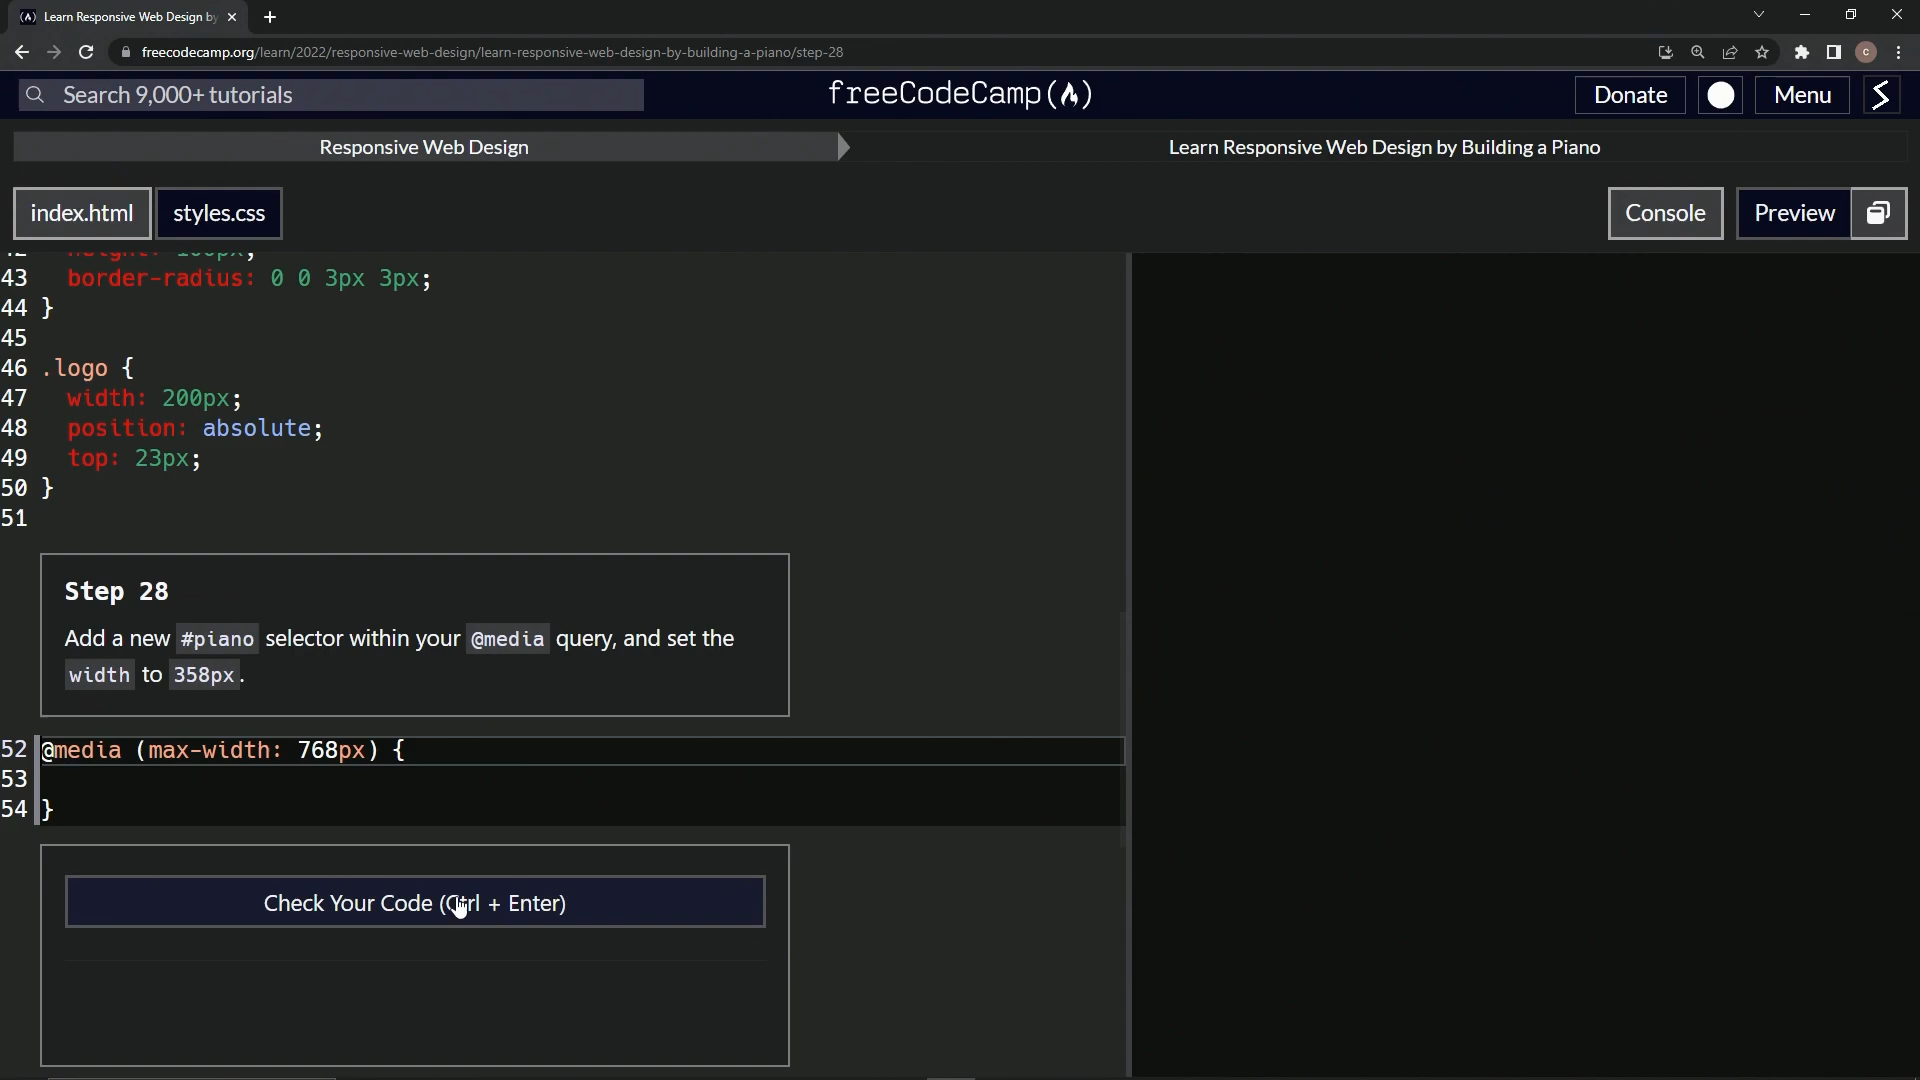 Learn Responsive Web Design by
freecodecamp.org/learn/2022/responsive-web-design/learn-responsive-web-design-by-building-a-piano/step-28
C
Search 9,000+ tutorials
freeCodeCamp
Donate
Menu
Responsive Web Design
Learn Responsive Web Design by Building a Piano
index.html
styles.css
Console
Preview
43 border-radius: 0 0 3px 3px;
44 }
45
46 .logo {
47 width: 200px;
48 position: absolute;
49 top: 23px;
50 }
51
Step 28
Add a new #piano selector within your @media query, and set the
width to 358px.
52 @media (max-width: 768px) {
53
54 }
Check Your Code (Ctrl + Enter)